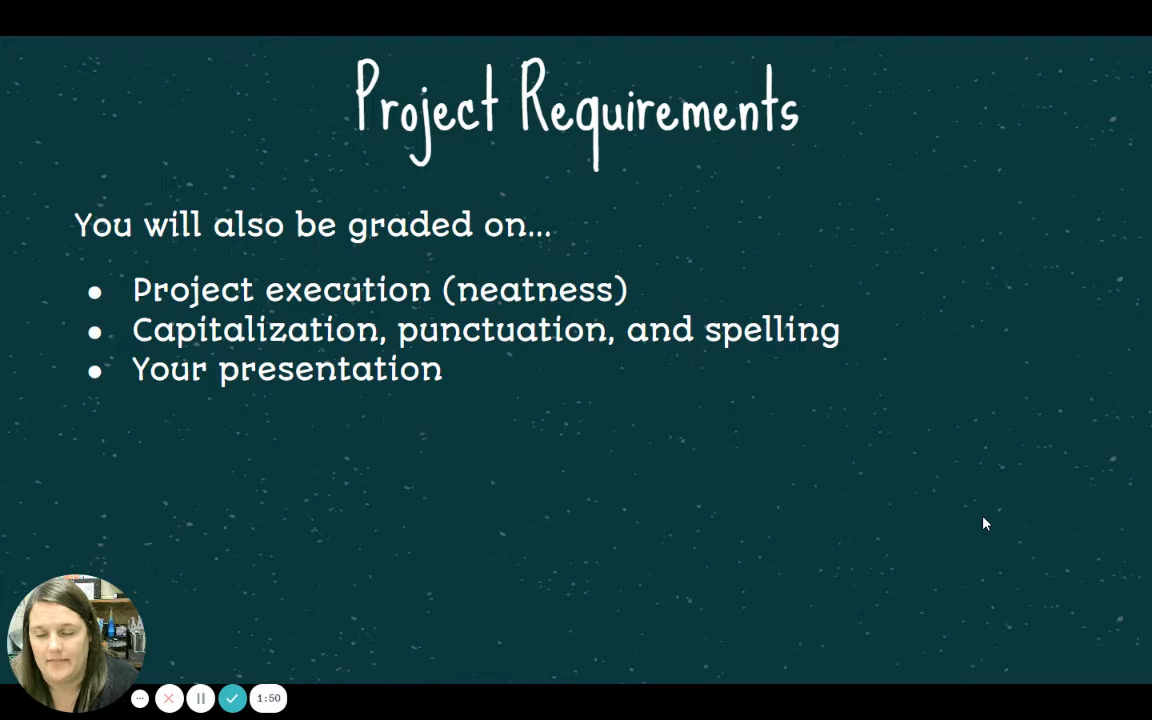 Project Requirements
You will also be graded on...
● Project execution (neatness)
● Capitalization, punctuation, and spelling
● Your presentation
1:50